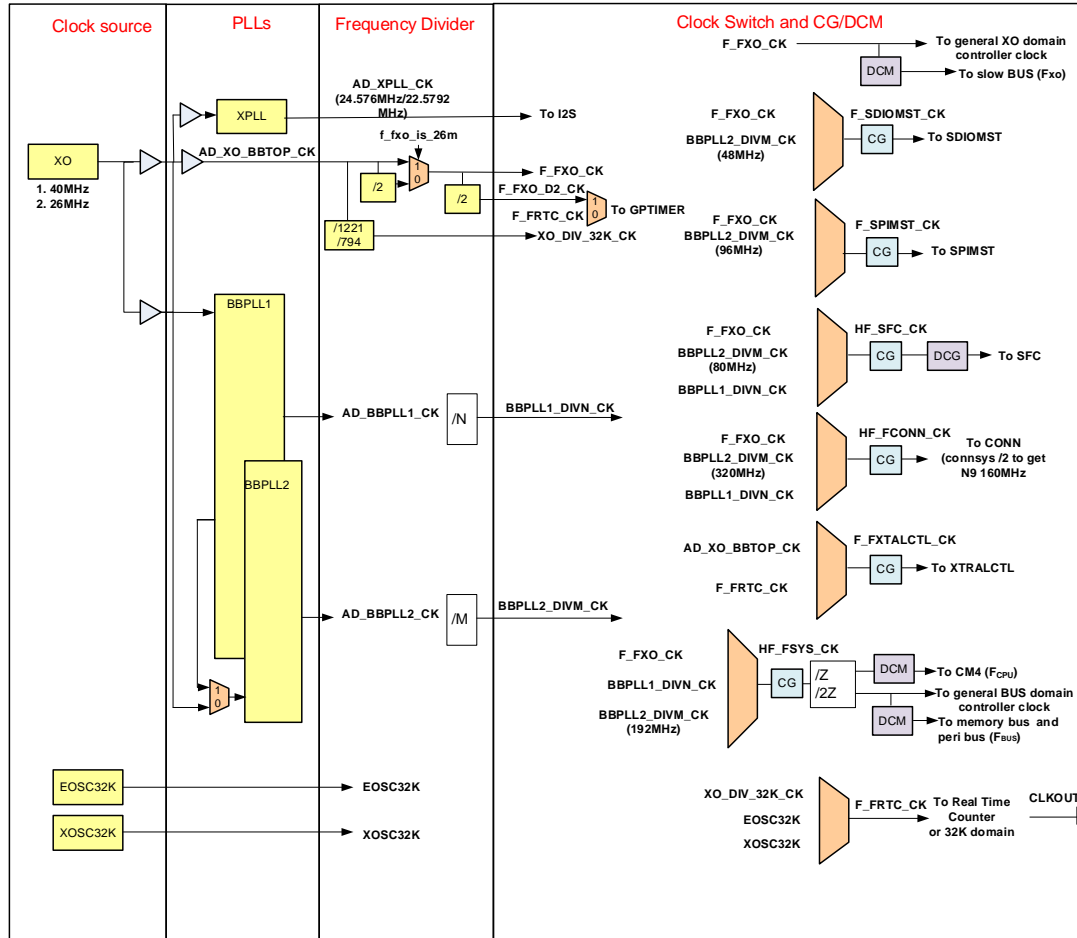 Clock source
PLLs
Frequency Divider
Clock Switch and CG/DCM
F_FXO_CK
To general XO domain
controller clock
DCM
To slow BUS (Fxo)
AD_XPLL_CK
(24.576MHz/22.5792
MHz)
XPLL
To I2S
f_fxo_is_26m
XO
1. 40MHz
2. 26MHz
AD_XO_BBTOP_CK
1
0
/2
F_FXO_CK
/2
F_FXO_D2_CK
1
0
To GPTIMER
F_FRTC_CK
/1221
/794
XO_DIV_32K_CK
F_FXO_CK
BBPLL2_DIVM_CK
(48MHz)
F_SDIOMST_CK
CG
To SDIOMST
F_FXO_CK
BBPLL2_DIVM_CK
(96MHz)
F_SPIMST_CK
CG
To SPIMST
BBPLL1
F_FXO_CK
BBPLL2_DIVM_CK
(80MHz)
BBPLL1_DIVN_CK
HF_SFC_CK
CG
DCG
To SFC
AD_BBPLL1_CK
/N
BBPLL1_DIVN_CK
F_FXO_CK
BBPLL2_DIVM_CK
(320MHz)
BBPLL1_DIVN_CK
HF_FCONN_CK
CG
To CONN
(connsys /2 to get
N9 160MHz
BBPLL2
AD_XO_BBTOP_CK
F_FRTC_CK
F_FXTALCTL_CK
CG
To XTRALCTL
AD_BBPLL2_CK
/M
BBPLL2_DIVM_CK
1
0
F_FXO_CK
BBPLL1_DIVN_CK
BBPLL2_DIVM_CK
(192MHz)
HF_FSYS_CK
CG
/Z
/2Z
DCM
To CM4 (FCPU)
To general BUS domain
controller clock
DCM
To memory bus and
peri bus (FBUS)
EOSC32K
EOSC32K
XOSC32K
XOSC32K
XO_DIV_32K_CK
EOSC32K
XOSC32K
F_FRTC_CK
To Real Time
Counter
or 32K domain
CLKOUT